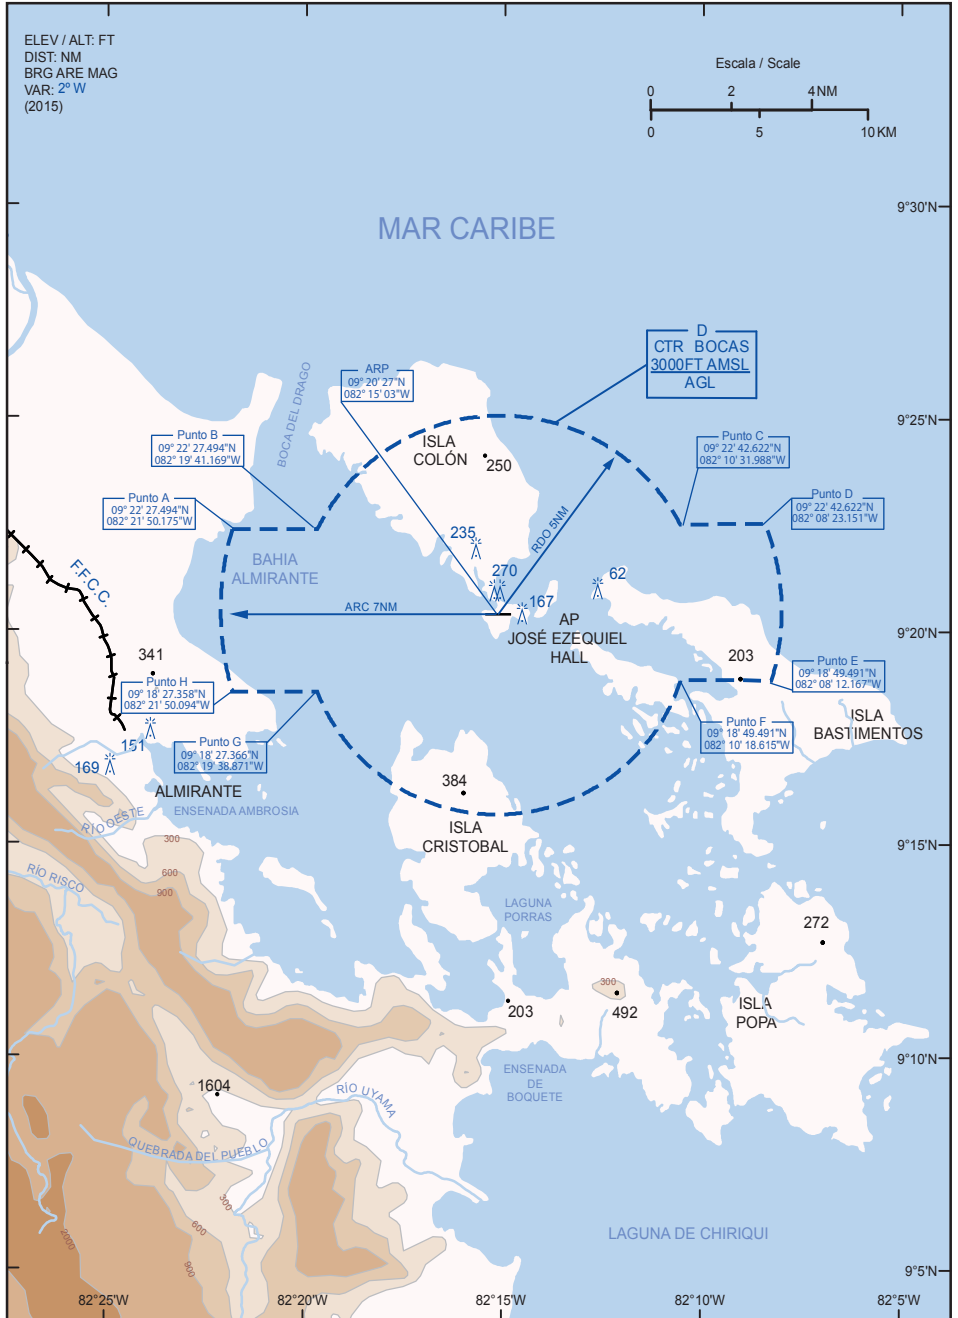 ELEV / ALT: FT
DIST: NM
BRG ARE MAG
VAR: 2° W
(2015)
Escala / Scale
0 2 4NM
0 5 10KM
9°30'N
MAR CARIBE
D
CTR BOCAS
3000FT AMSL
AGL
ARP
09° 20' 27"N
082° 15' 03"W
BOCA DEL DRAGO
9°25'N
Punto B
09° 22' 27.494"N
082° 19' 41.169"W
ISLA
COLÓN
250
Punto C
09° 22' 42.622"N
082° 10' 31.988"W
Punto A
09° 22' 27.494"N
082° 21' 50.175"W
Punto D
09° 22' 42.622"N
082° 08' 23.151"W
RDO 5NM
235
F.F.C.C.
BAHIA
ALMIRANTE
270
62
ARC 7NM
167
AP
JOSÉ EZEQUIEL
HALL
9°20'N
341
203
Punto H
09° 18' 27.358"N
082° 21' 50.094"W
Punto E
09° 18' 49.491"N
082° 08' 12.167"W
Punto G
09° 18' 27.366"N
082° 19' 38.871"W
Punto F
09° 18' 49.491"N
082° 10' 18.615"W
ISLA
BASTIMENTOS
151
169
ALMIRANTE
384
ENSENADA AMBROSIA
RÍO OESTE
ISLA
CRISTOBAL
9°15'N
300
600
900
RÍO RISCO
LAGUNA
PORRAS
272
300
203
492
ISLA
POPA
9°10'N
ENSENADA
DE
BOQUETE
1604
RÍO UYAMA
QUEBRADA DEL PUEBLO
300
600
900
2000
LAGUNA DE CHIRIQUI
9°5'N
82°25'W 82°20'W 82°15'W 82°10'W 82°5'W